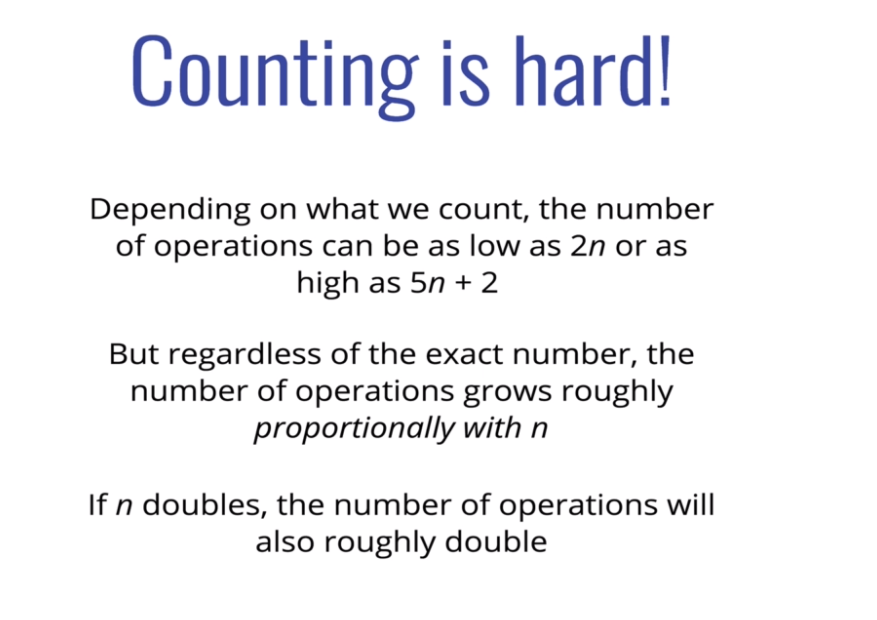 Counting is hard!
Depending on what we count, the number
of operations can be as low as 2n or as
high as 5n + 2
But regardless of the exact number, the
number of operations grows roughly
proportionally with n
If n doubles, the number of operations will
also roughly double